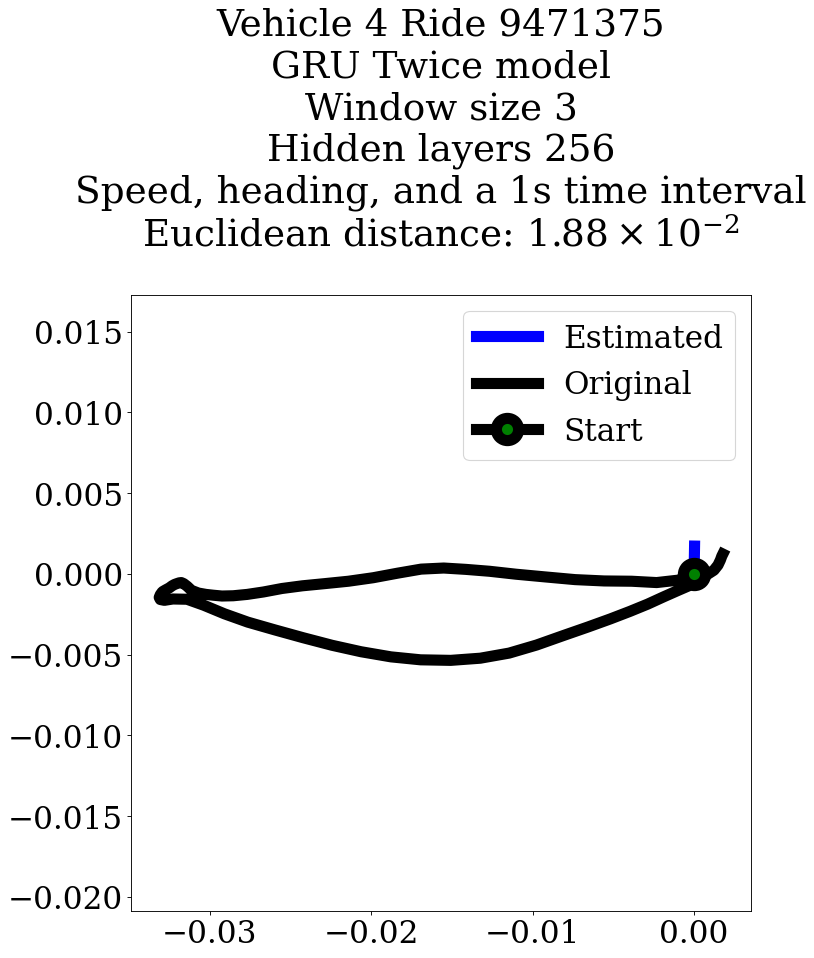 Vehicle 4 Ride 9471375
GRU Twice model
Window size 3
Hidden layers 256
Speed, heading, and a 1s time interval
Euclidean distance: 1.88 × 10⁻²
Estimated
Original
Start
0.015
0.010
0.005
0.000
−0.005
−0.010
−0.015
−0.020
−0.03 −0.02 −0.01 0.00